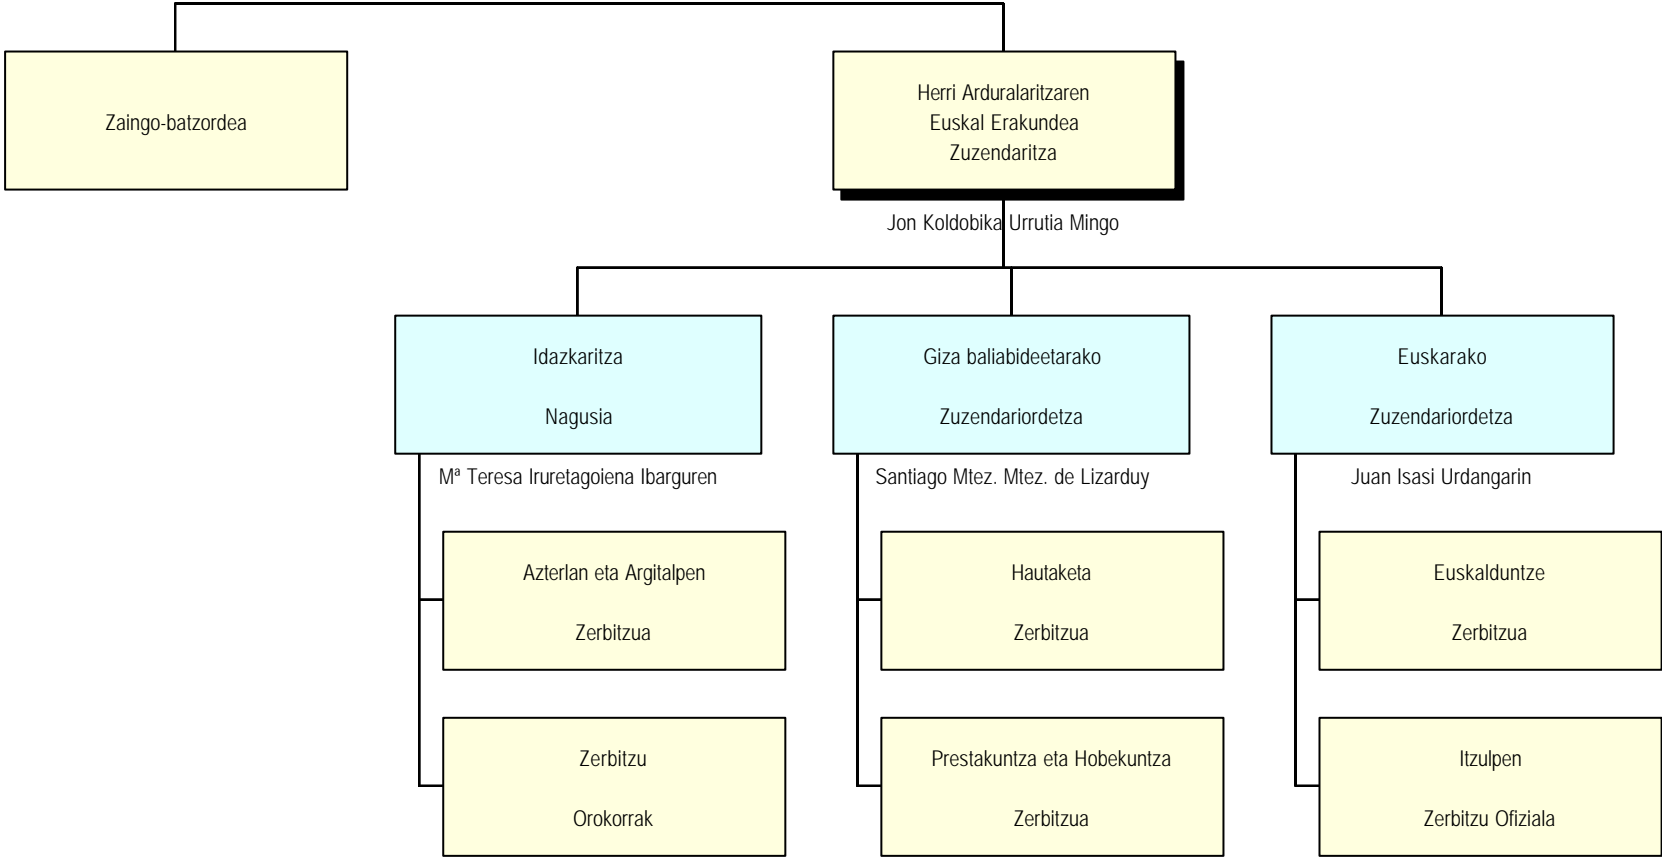 Zaingo-batzordea
Herri Arduralaritzaren
Euskal Erakundea
Zuzendaritza
Jon Koldobika Urrutia Mingo
Idazkaritza
Nagusia
Mª Teresa Iruretagoiena Ibarguren
Giza baliabideetarako
Zuzendariordetza
Santiago Mtez. Mtez. de Lizarduy
Euskarako
Zuzendariordetza
Juan Isasi Urdangarin
Azterlan eta Argitalpen
Zerbitzua
Hautaketa
Zerbitzua
Euskalduntze
Zerbitzua
Zerbitzu
Orokorrak
Prestakuntza eta Hobekuntza
Zerbitzua
Itzulpen
Zerbitzu Ofiziala